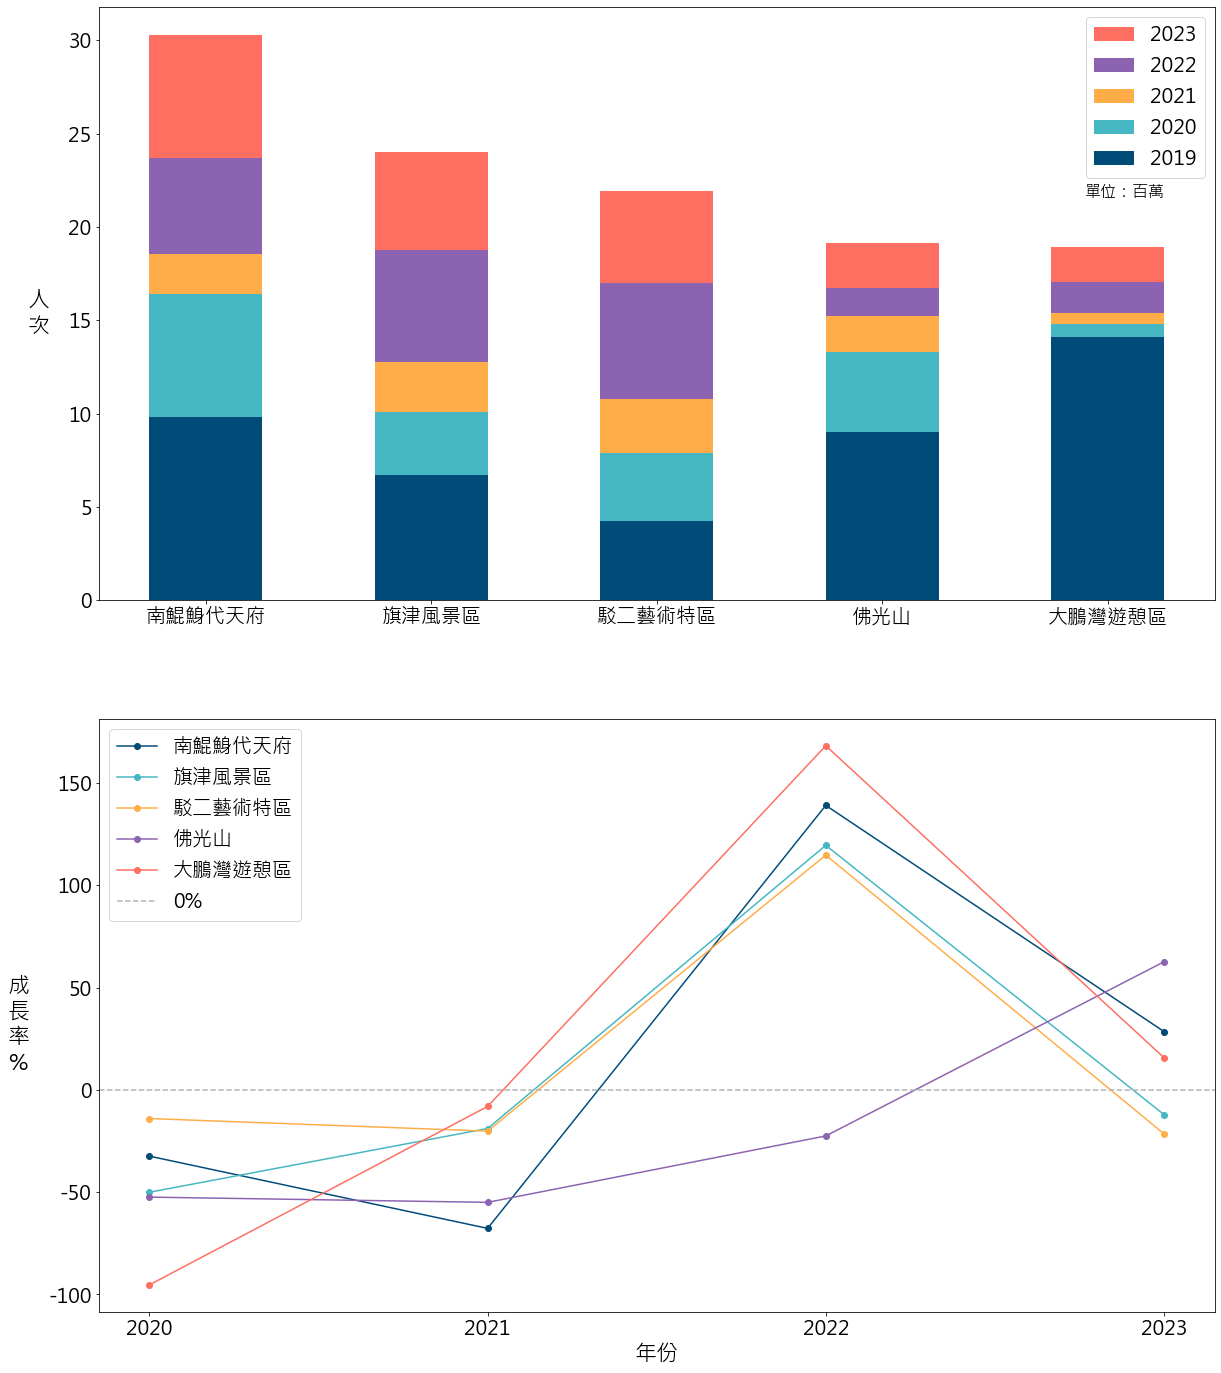 30
25
20
15
10
5
0
人
次
2023
2022
2021
2020
2019
單位：百萬
南鯤鯓代天府
旗津風景區
駁二藝術特區
佛光山
大鵬灣遊憩區
150
100
50
0
-50
-100
成
長
率
%
南鯤鯓代天府
旗津風景區
駁二藝術特區
佛光山
大鵬灣遊憩區
0%
2020
2021
2022
2023
年份